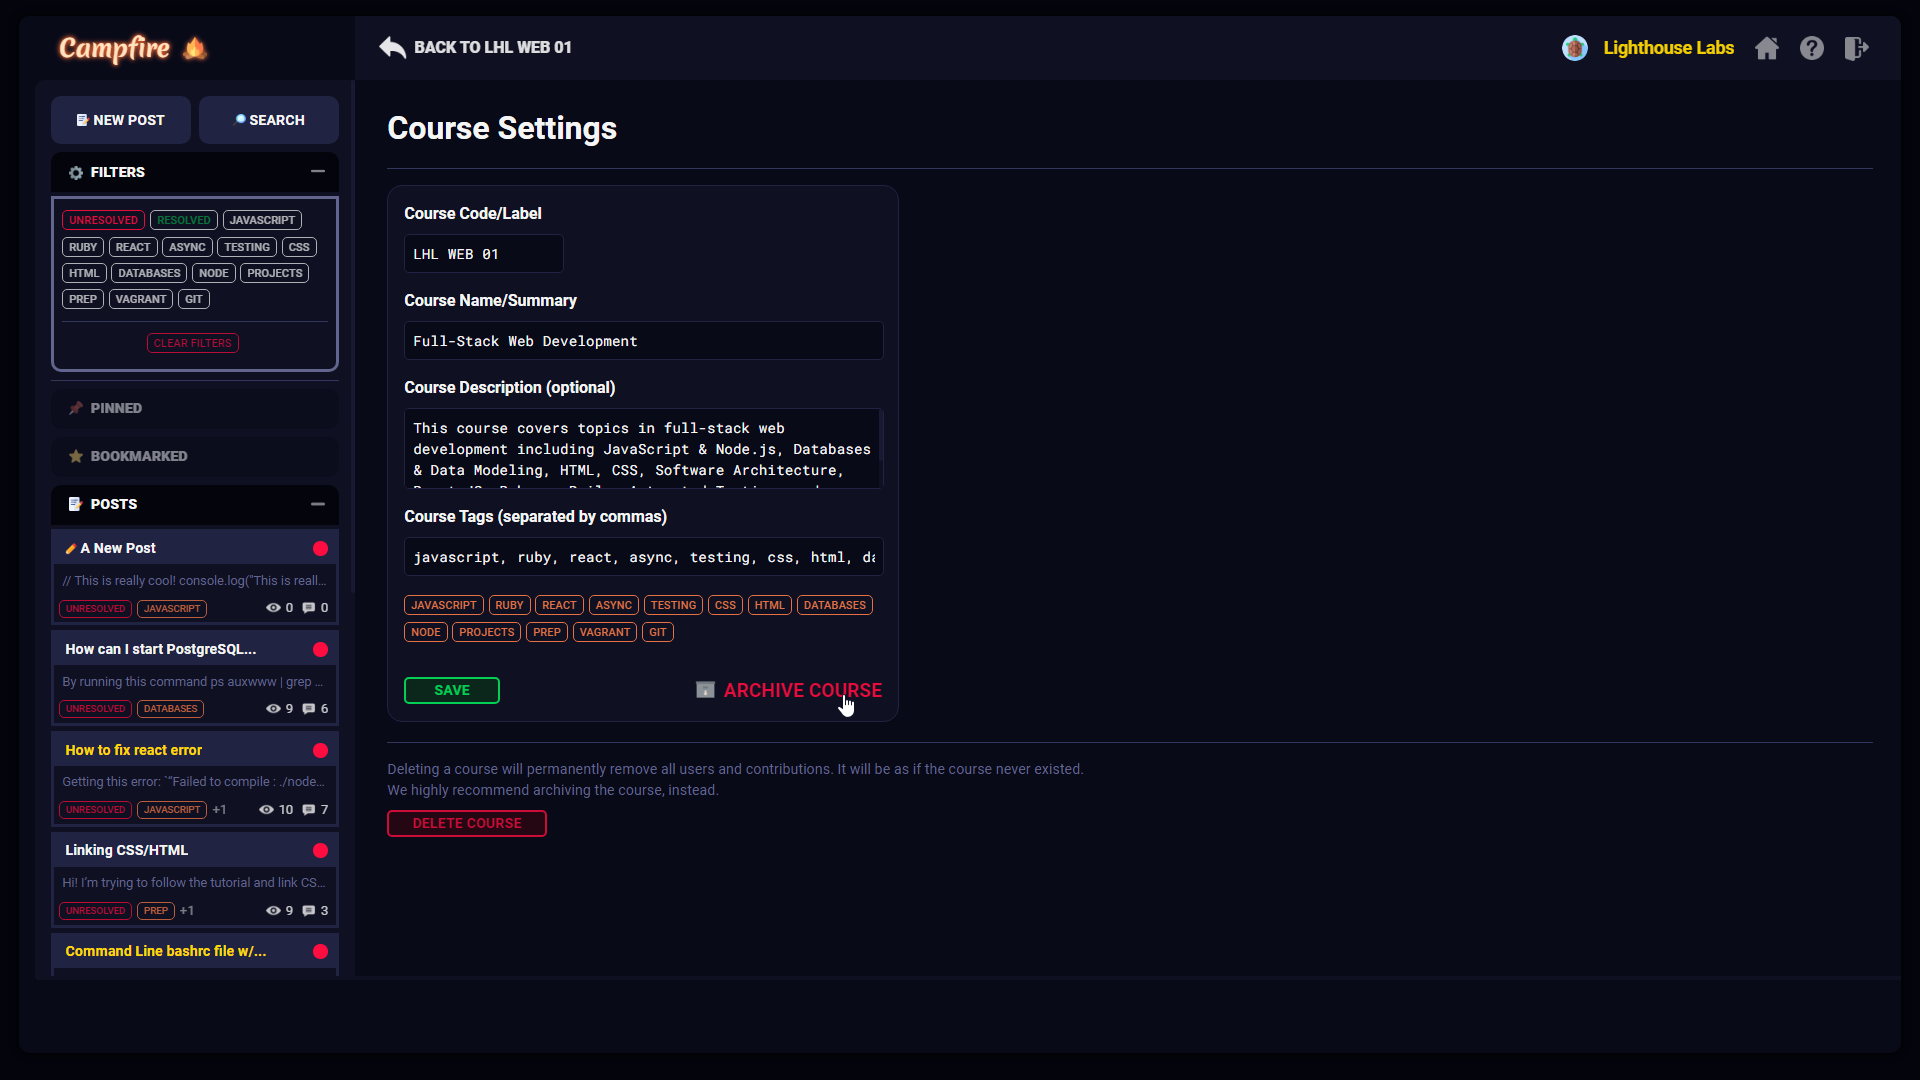 Campfire
BACK TO LHL WEB 01
Lighthouse Labs
NEW POST
SEARCH
FILTERS
UNRESOLVED RESOLVED JAVASCRIPT
RUBY REACT ASYNC TESTING CSS
HTML DATABASES NODE PROJECTS
PREP VAGRANT GIT
CLEAR FILTERS
PINNED
BOOKMARKED
POSTS
A New Post
// This is really cool! console.log("This is reall...
UNRESOLVED JAVASCRIPT 0 0
How can I start PostgreSQL...
By running this command ps auxwww | grep ...
UNRESOLVED DATABASES 9 6
How to fix react error
Getting this error: `"Failed to compile : ./node...
UNRESOLVED JAVASCRIPT +1 10 7
Linking CSS/HTML
Hi! I'm trying to follow the tutorial and link CS...
UNRESOLVED PREP +1 9 3
Command Line bashrc file w/...
Course Settings
Course Code/Label
LHL WEB 01
Course Name/Summary
Full-Stack Web Development
Course Description (optional)
This course covers topics in full-stack web
development including JavaScript & Node.js, Databases
& Data Modeling, HTML, CSS, Software Architecture,
Course Tags (separated by commas)
javascript, ruby, react, async, testing, css, html, da
JAVASCRIPT RUBY REACT ASYNC TESTING CSS HTML DATABASES
NODE PROJECTS PREP VAGRANT GIT
SAVE
ARCHIVE COURSE
Deleting a course will permanently remove all users and contributions. It will be as if the course never existed.
We highly recommend archiving the course, instead.
DELETE COURSE